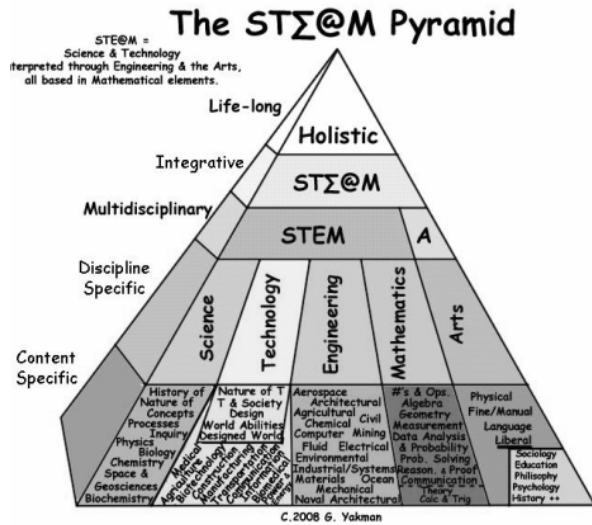 The ST∑@M Pyramid
STE@M =
Science & Technology
nterpreted through Engineering & the Arts,
all based in Mathematical elements.
Life-long
Holistic
Integrative
ST∑@M
Multidisciplinary
STEM
A
Discipline
Specific
Science
Technology
Engineering
Mathematics
Arts
Content
Specific
History of
Nature of
Concepts
Processes
Inquiry
Physics
Biology
Chemistry
Space &
Geosciences
Biochemistry
Nature of T
T & Society
Design
World Abilities
Designed World
Medical
Agriculture
Biotechnology
Construction
Manufacturing
Transportation
Communication
Information
Biomedical
Power &
Energy
Aerospace
Architectural
Agricultural
Chemical Civil
Computer Mining
Fluid Electrical
Environmental
Industrial/Systems
Materials Ocean
Mechanical
Naval Architectural
#'s & Ops.
Algebra
Geometry
Measurement
Data Analysis
& Probability
Prob. Solving
Reason. & Proof
Communication
Theory
Calc & Trig
Physical
Fine/Manual
Language
Liberal
Sociology
Education
Philisophy
Psychology
History ++
C.2008 G. Yakman